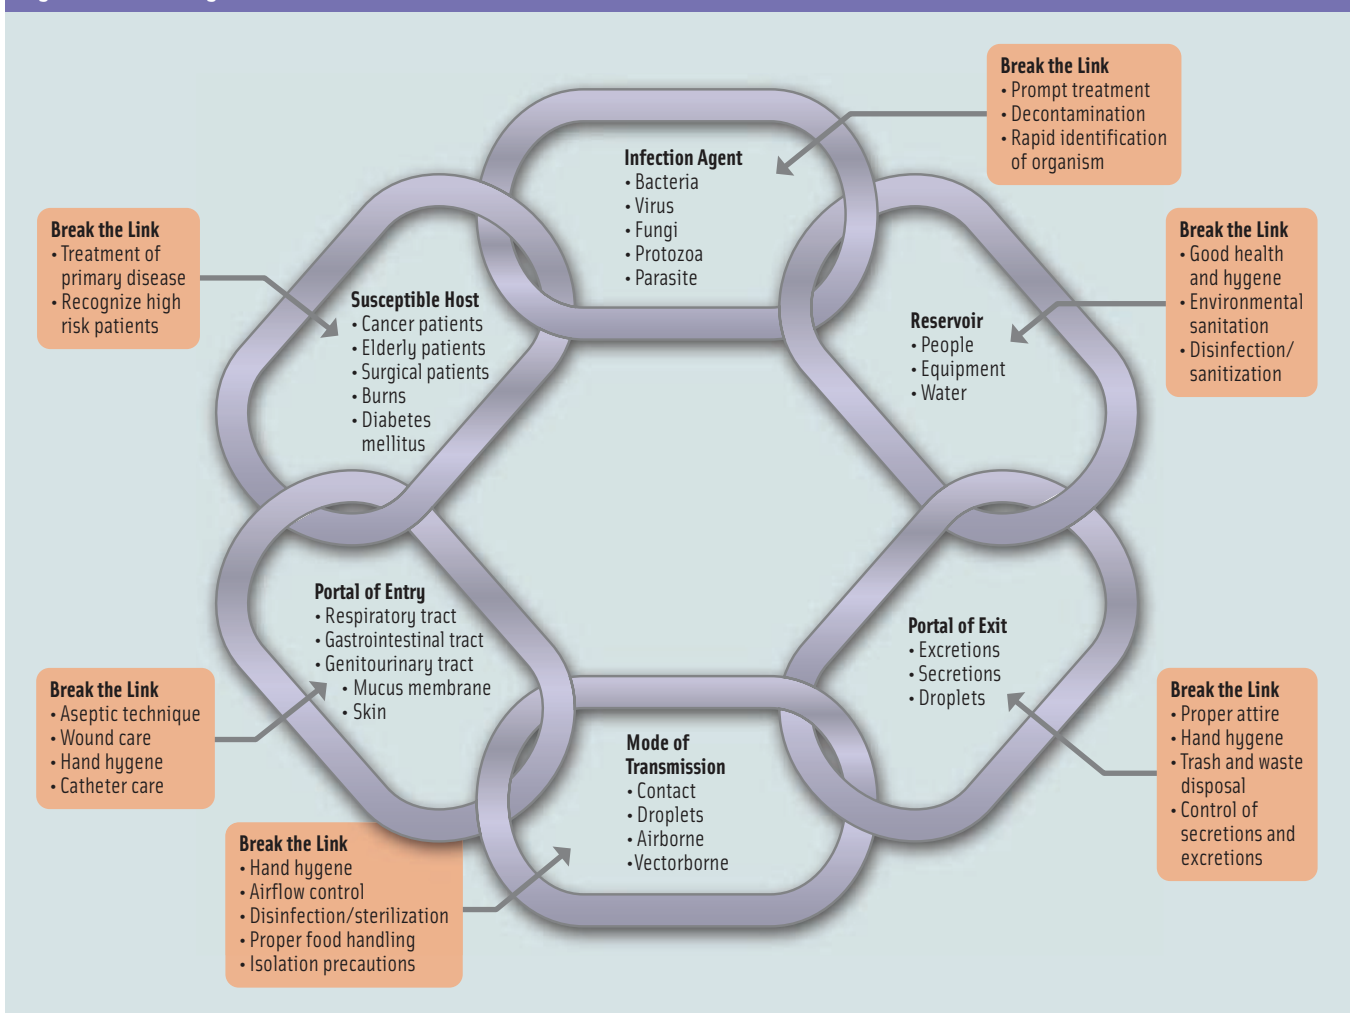 Break the Link
• Prompt treatment
• Decontamination
• Rapid identification
of organism
Infection Agent
• Bacteria
• Virus
• Fungi
• Protozoa
• Parasite
Break the Link
• Good health
and hygene
• Environmental
sanitation
• Disinfection/
sanitization
Reservoir
• People
• Equipment
• Water
Break the Link
• Proper attire
• Hand hygene
• Trash and waste
disposal
• Control of
secretions and
excretions
Portal of Exit
• Excretions
• Secretions
• Droplets
Mode of
Transmission
• Contact
• Droplets
• Airborne
• Vectorborne
Break the Link
• Hand hygene
• Airflow control
• Disinfection/sterilization
• Proper food handling
• Isolation precautions
Portal of Entry
• Respiratory tract
• Gastrointestinal tract
• Genitourinary tract
• Mucus membrane
• Skin
Break the Link
• Aseptic technique
• Wound care
• Hand hygene
• Catheter care
Susceptible Host
• Cancer patients
• Elderly patients
• Surgical patients
• Burns
• Diabetes
mellitus
Break the Link
• Treatment of
primary disease
• Recognize high
risk patients